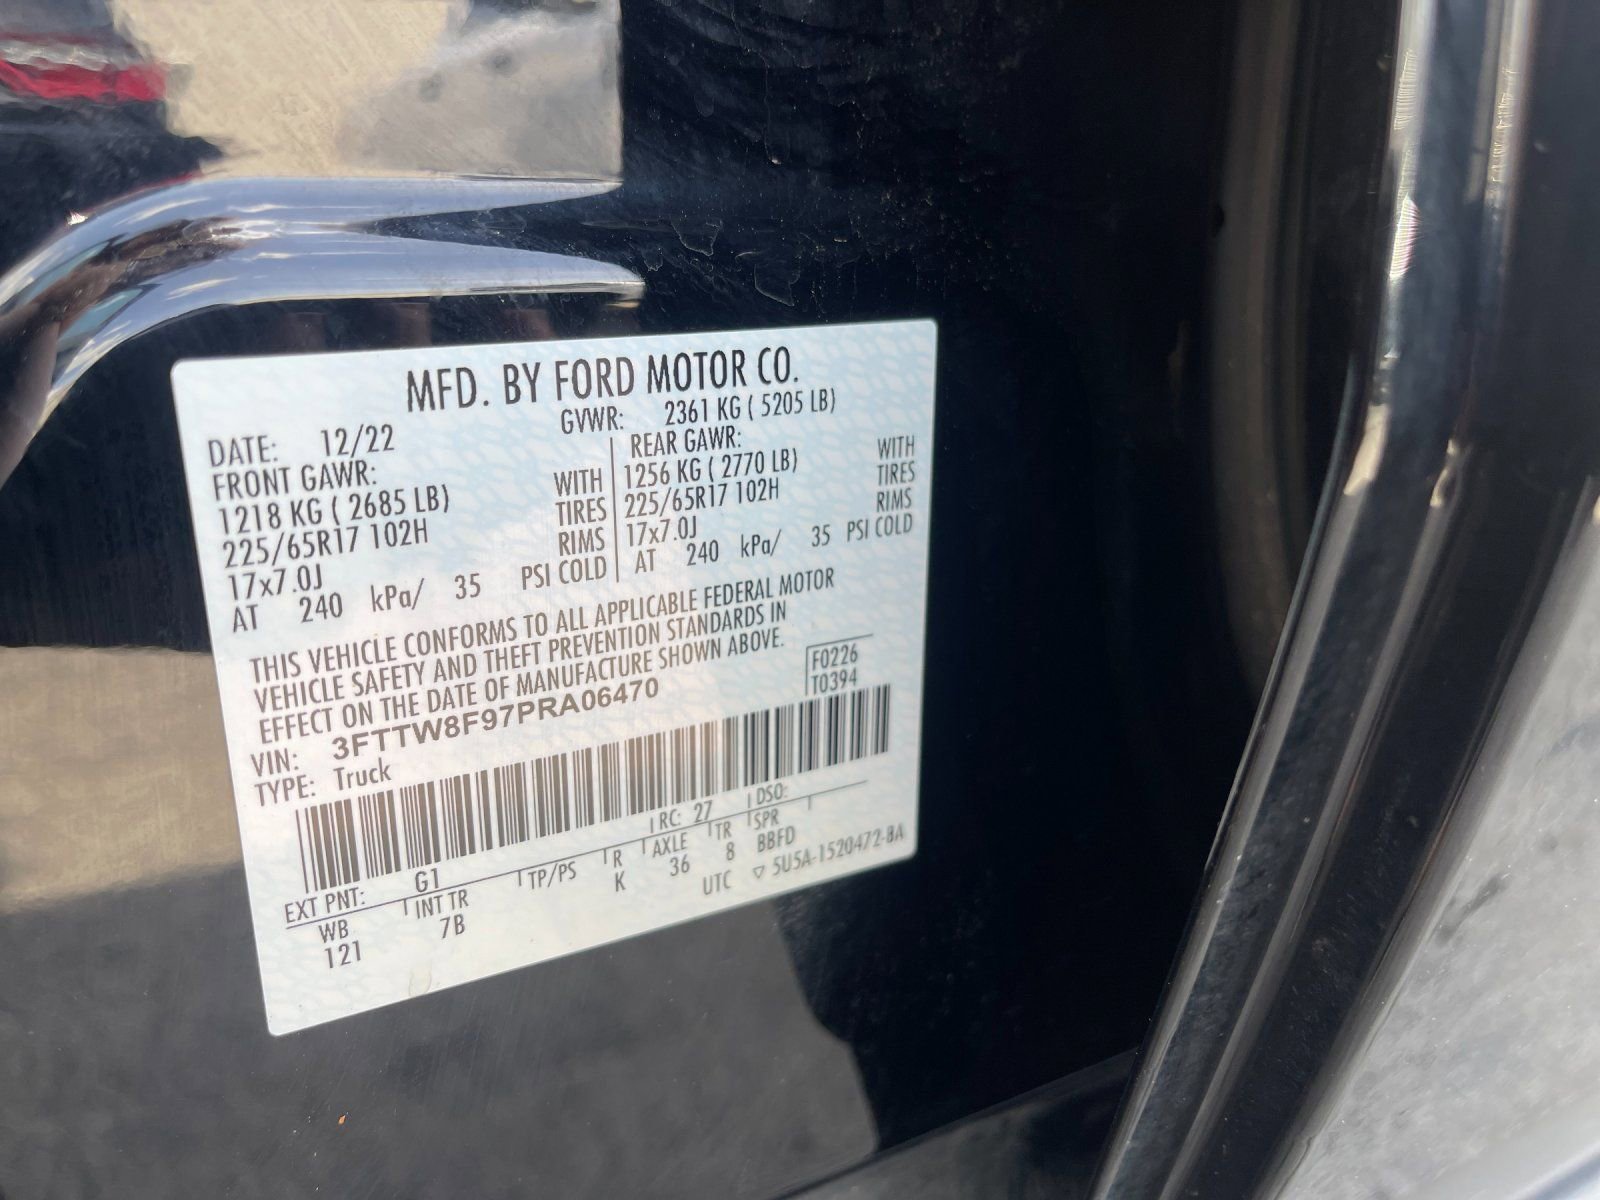 MFD. BY FORD MOTOR CO.
DATE: 12/22 GVWR: 2361 KG ( 5205 LB)
FRONT GAWR: REAR GAWR:
1218 KG ( 2685 LB) WITH 1256 KG ( 2770 LB) WITH
225/65R17 102H TIRES 225/65R17 102H TIRES
17x7.0J RIMS 17x7.0J RIMS
AT 240 kPa/ 35 PSI COLD AT 240 kPa/ 35 PSI COLD
THIS VEHICLE CONFORMS TO ALL APPLICABLE FEDERAL MOTOR
VEHICLE SAFETY AND THEFT PREVENTION STANDARDS IN
EFFECT ON THE DATE OF MANUFACTURE SHOWN ABOVE.
VIN: 3FTTW8F97PRA06470 F0226
TYPE: Truck T0394
EXT PNT: G1 RC: 27 DSO:
WB INT TR TP/PS R AXLE TR SPR
121 7B K 36 8 BBFD
UTC ▽ 5U5A-1520472-BA